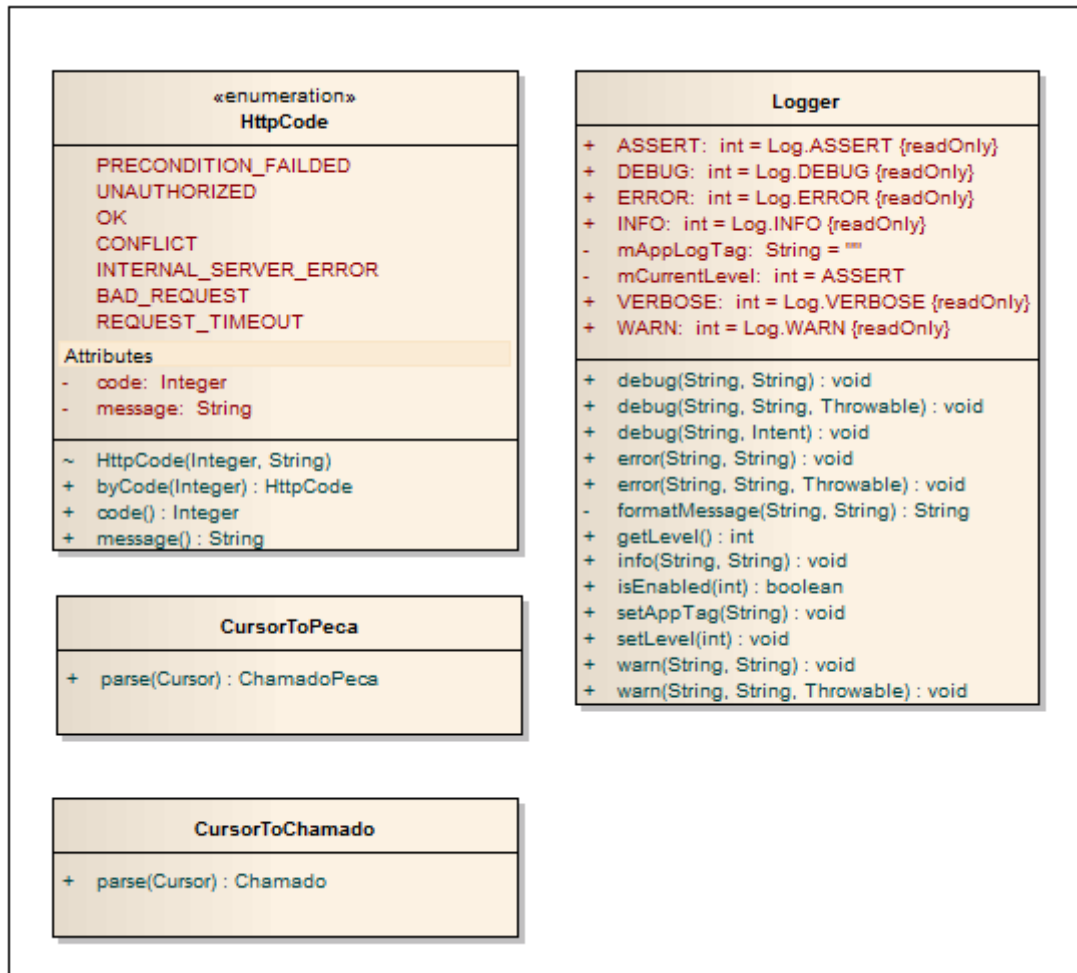 «enumeration»
HttpCode
PRECONDITION_FAILDED
UNAUTHORIZED
OK
CONFLICT
INTERNAL_SERVER_ERROR
BAD_REQUEST
REQUEST_TIMEOUT
Attributes
- code: Integer
- message: String
~ HttpCode(Integer, String)
+ byCode(Integer) : HttpCode
+ code() : Integer
+ message() : String
CursorToPeca
+ parse(Cursor) : ChamadoPeca
CursorToChamado
+ parse(Cursor) : Chamado
Logger
+ ASSERT: int = Log.ASSERT {readOnly}
+ DEBUG: int = Log.DEBUG {readOnly}
+ ERROR: int = Log.ERROR {readOnly}
+ INFO: int = Log.INFO {readOnly}
- mAppLogTag: String = ""
- mCurrentLevel: int = ASSERT
+ VERBOSE: int = Log.VERBOSE {readOnly}
+ WARN: int = Log.WARN {readOnly}
+ debug(String, String) : void
+ debug(String, String, Throwable) : void
+ debug(String, Intent) : void
+ error(String, String) : void
+ error(String, String, Throwable) : void
- formatMessage(String, String) : String
+ getLevel() : int
+ info(String, String) : void
+ isEnabled(int) : boolean
+ setAppTag(String) : void
+ setLevel(int) : void
+ warn(String, String) : void
+ warn(String, String, Throwable) : void